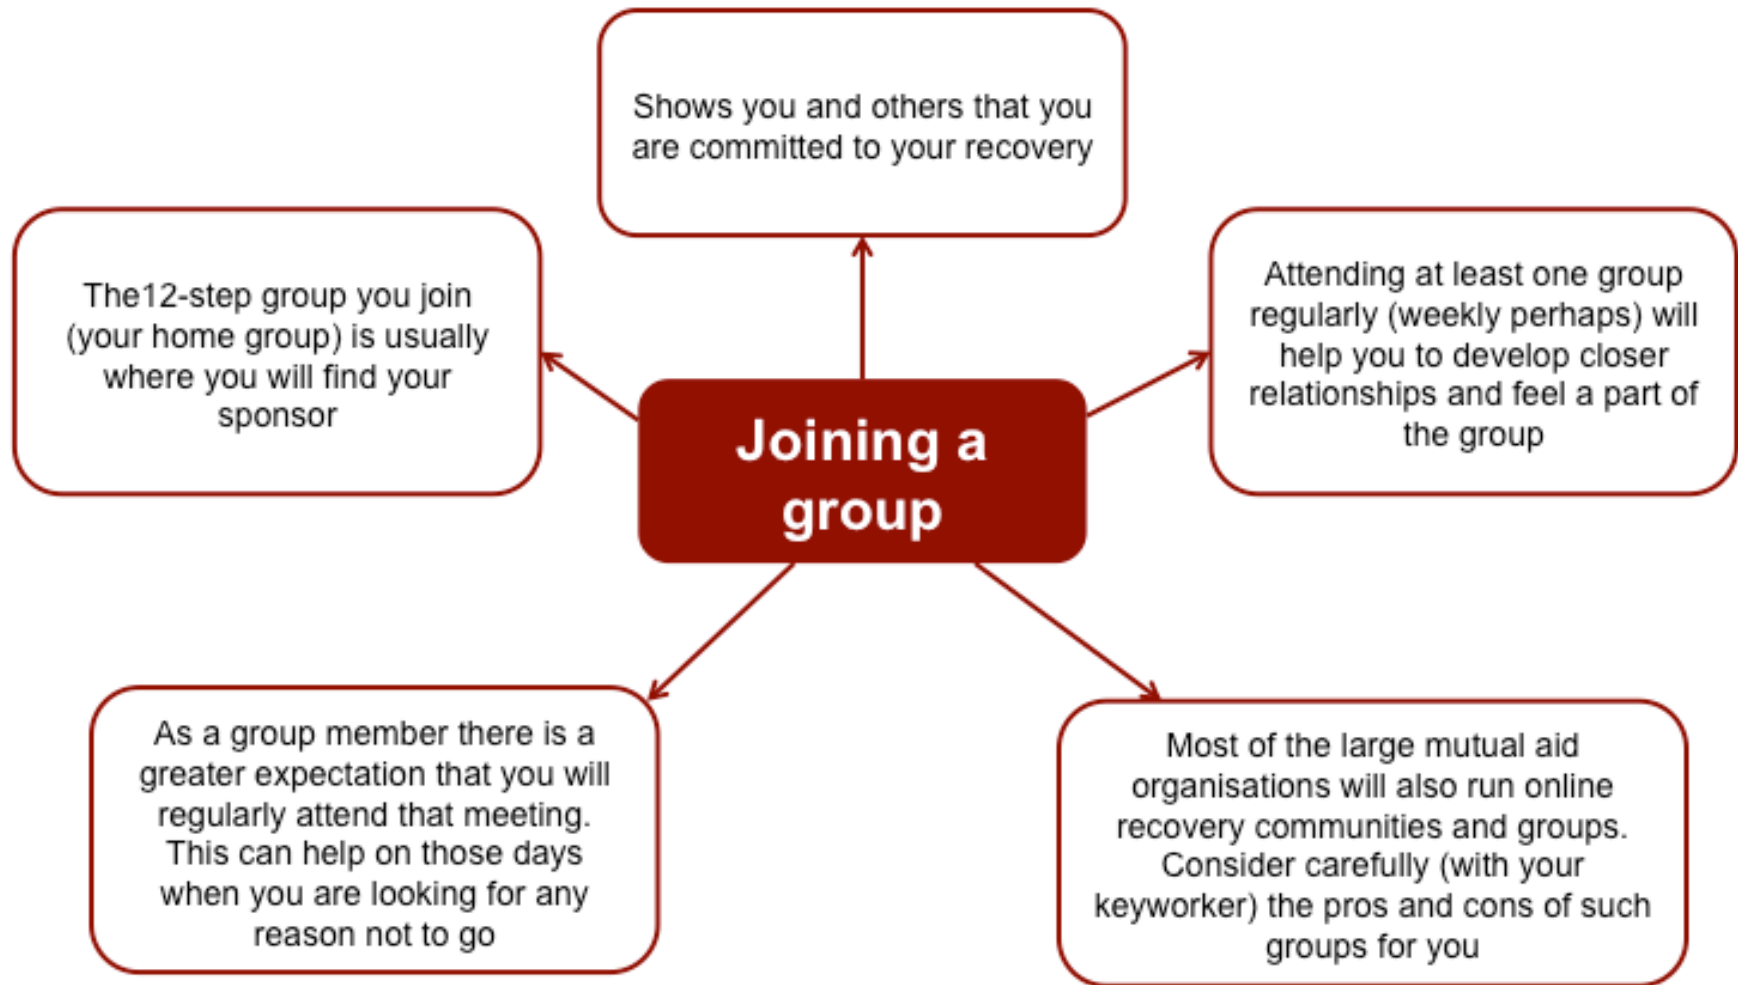 Shows you and others that you
are committed to your recovery
The12-step group you join
(your home group) is usually
where you will find your
sponsor
Attending at least one group
regularly (weekly perhaps) will
help you to develop closer
relationships and feel a part of
the group
Joining a
group
As a group member there is a
greater expectation that you will
regularly attend that meeting.
This can help on those days
when you are looking for any
reason not to go
Most of the large mutual aid
organisations will also run online
recovery communities and groups.
Consider carefully (with your
keyworker) the pros and cons of such
groups for you